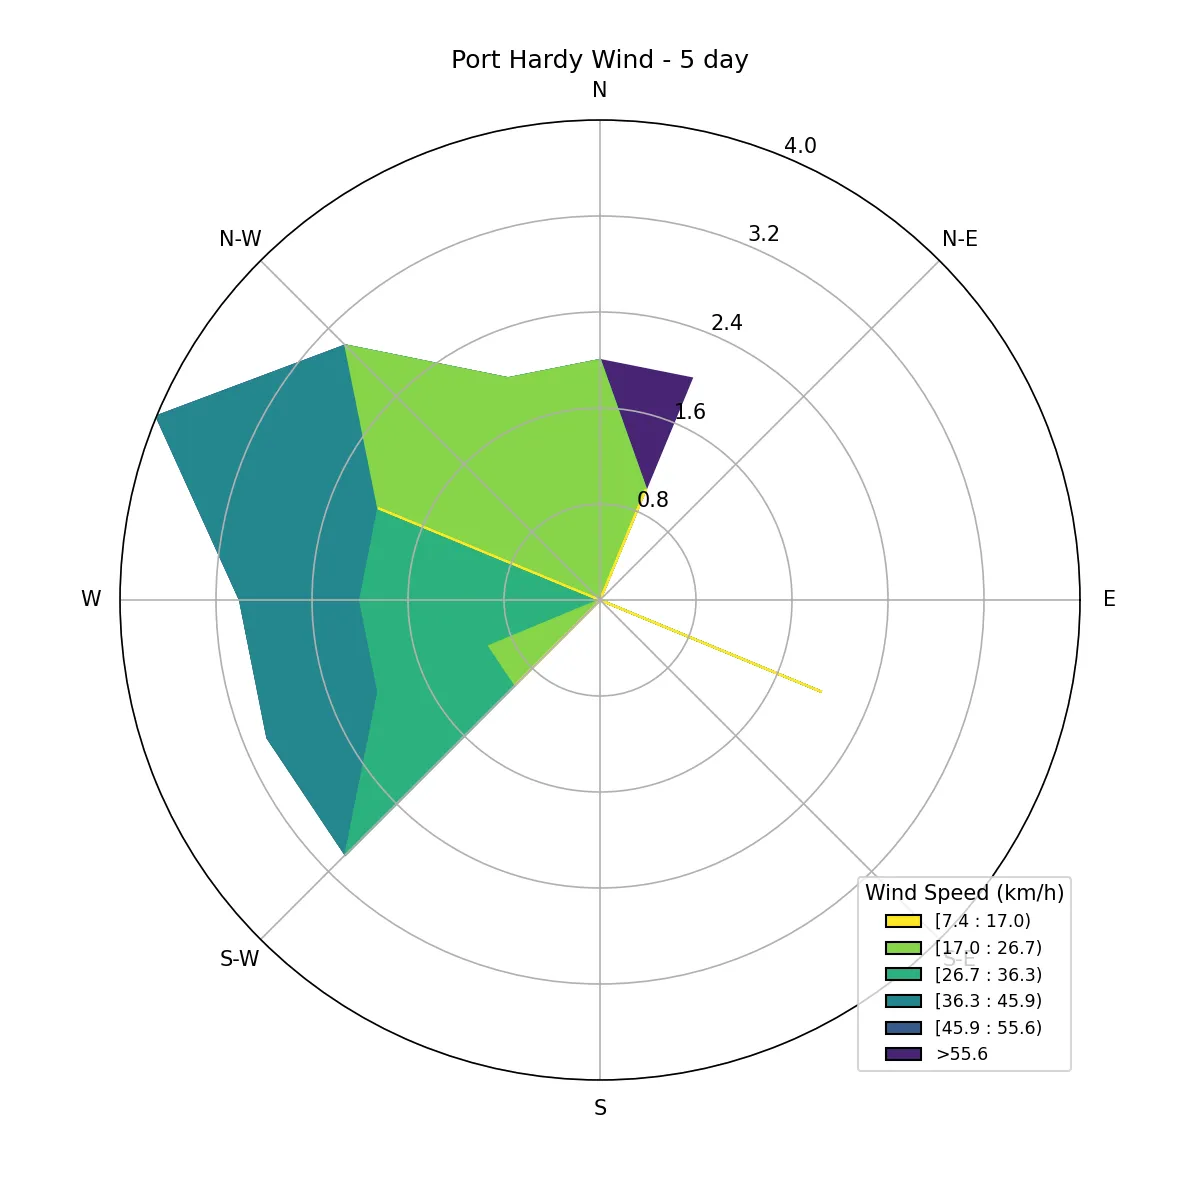 Port Hardy Wind - 5 day
N
4.0
3.2
N-W
N-E
2.4
1.6
0.8
W
E
S-W
S-E
Wind Speed (km/h)
[7.4 : 17.0)
[17.0 : 26.7)
[26.7 : 36.3)
[36.3 : 45.9)
[45.9 : 55.6)
>55.6
S